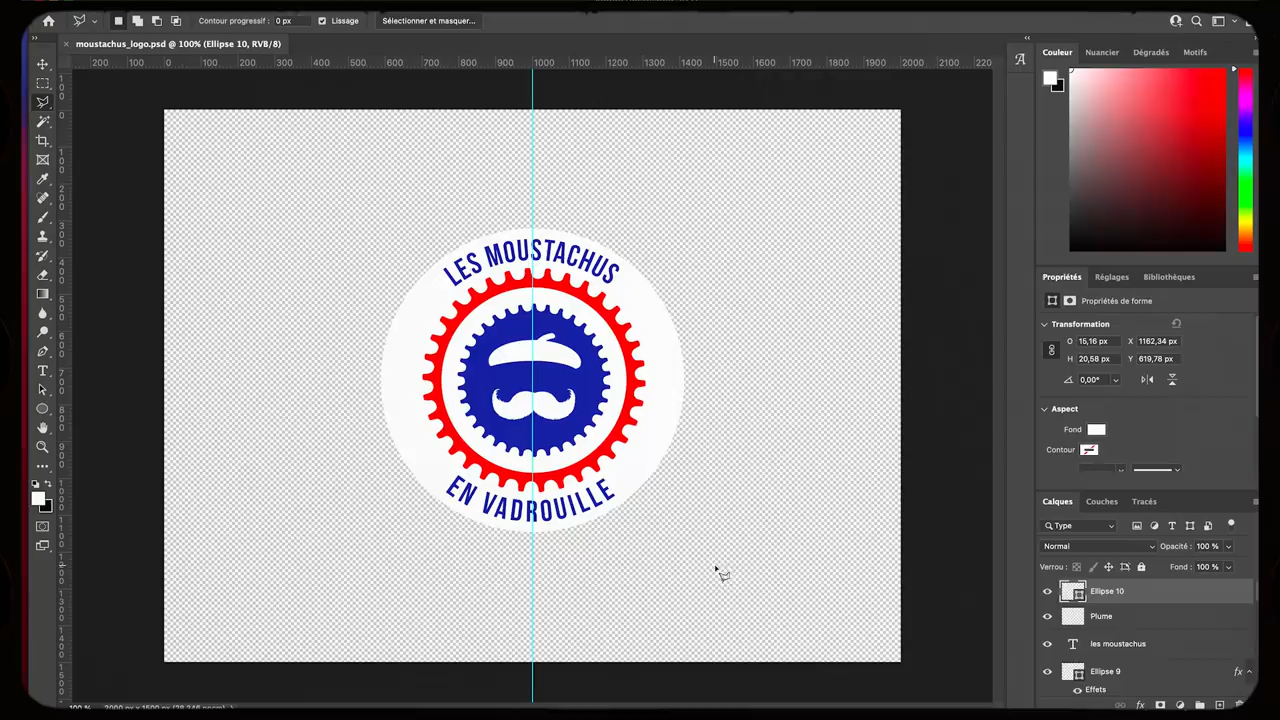 Contour progressif : 0 px
Lissage
Sélectionner et masquer...
× moustachus_logo.psd @ 100% (Ellipse 10, RVB/8)
200 100 0 100 200 300 400 500 600 700 800 900 1000 1100 1200 1300 1400 1500 1600 1700 1800 1900 2000 2100 220
LES MOUSTACHUS
EN VADROUILLE
Couleur Nuancier Dégradés Motifs
Propriétés Réglages Bibliothèques
Propriétés de forme
Transformation
O 15,16 px X 1162,34 px
H 20,58 px Y 619,78 px
0,00°
Aspect
Fond
Contour
Calques Couches Tracés
Type
Normal Opacité : 100 %
Verrou : Fond : 100 %
Ellipse 10
Plume
T les moustachus
Ellipse 9 fx
Effets